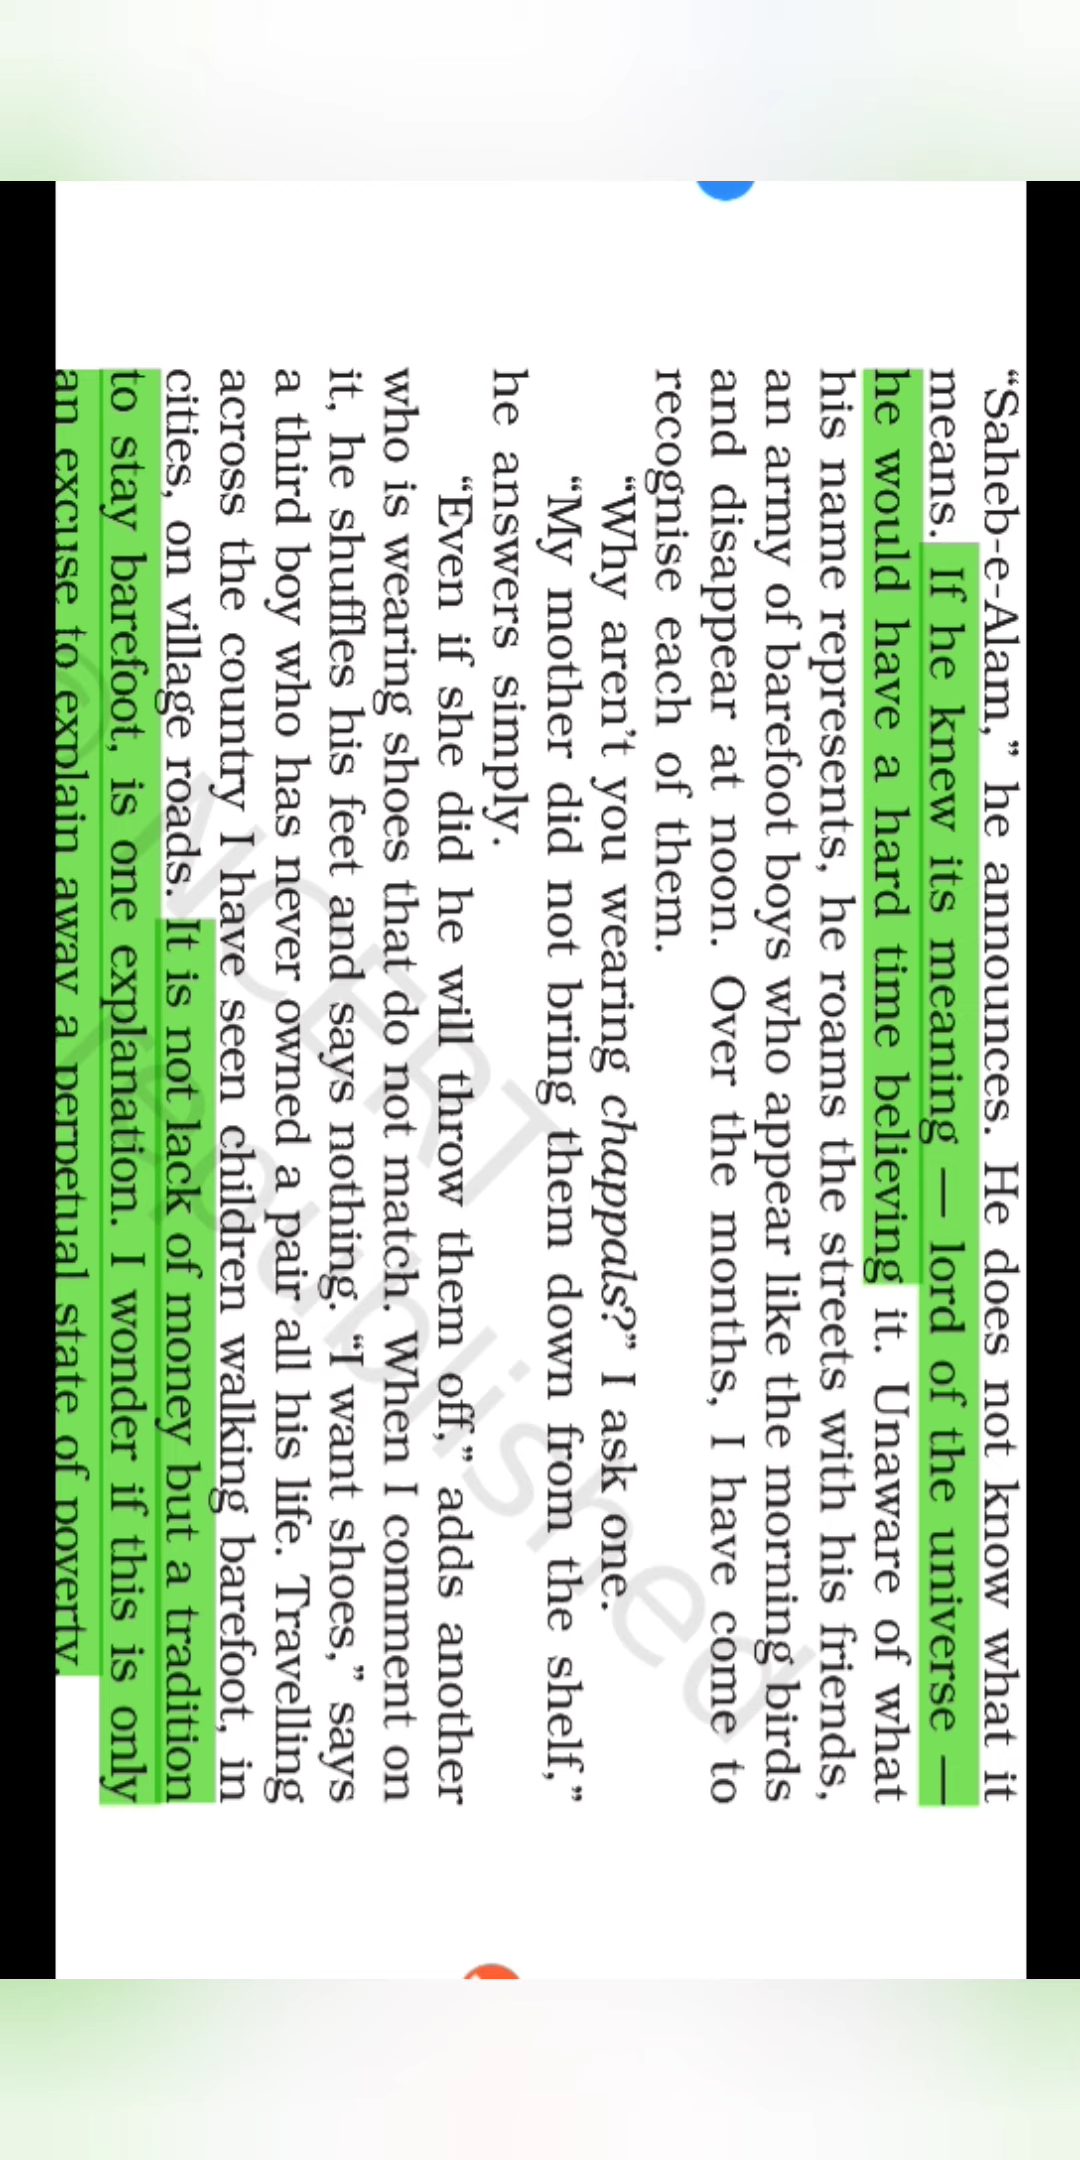 “Saheb-e-Alam,” he announces. He does not know what it
means. If he knew its meaning — lord of the universe —
he would have a hard time believing it. Unaware of what
his name represents, he roams the streets with his friends,
an army of barefoot boys who appear like the morning birds
and disappear at noon. Over the months, I have come to
recognise each of them.
“Why aren’t you wearing chappals?” I ask one.
“My mother did not bring them down from the shelf,”
he answers simply.
“Even if she did he will throw them off,” adds another
who is wearing shoes that do not match. When I comment on
it, he shuffles his feet and says nothing. “I want shoes,” says
a third boy who has never owned a pair all his life. Travelling
across the country I have seen children walking barefoot, in
cities, on village roads. It is not lack of money but a tradition
to stay barefoot, is one explanation. I wonder if this is only
an excuse to explain away a perpetual state of poverty.
© NCERT
republished